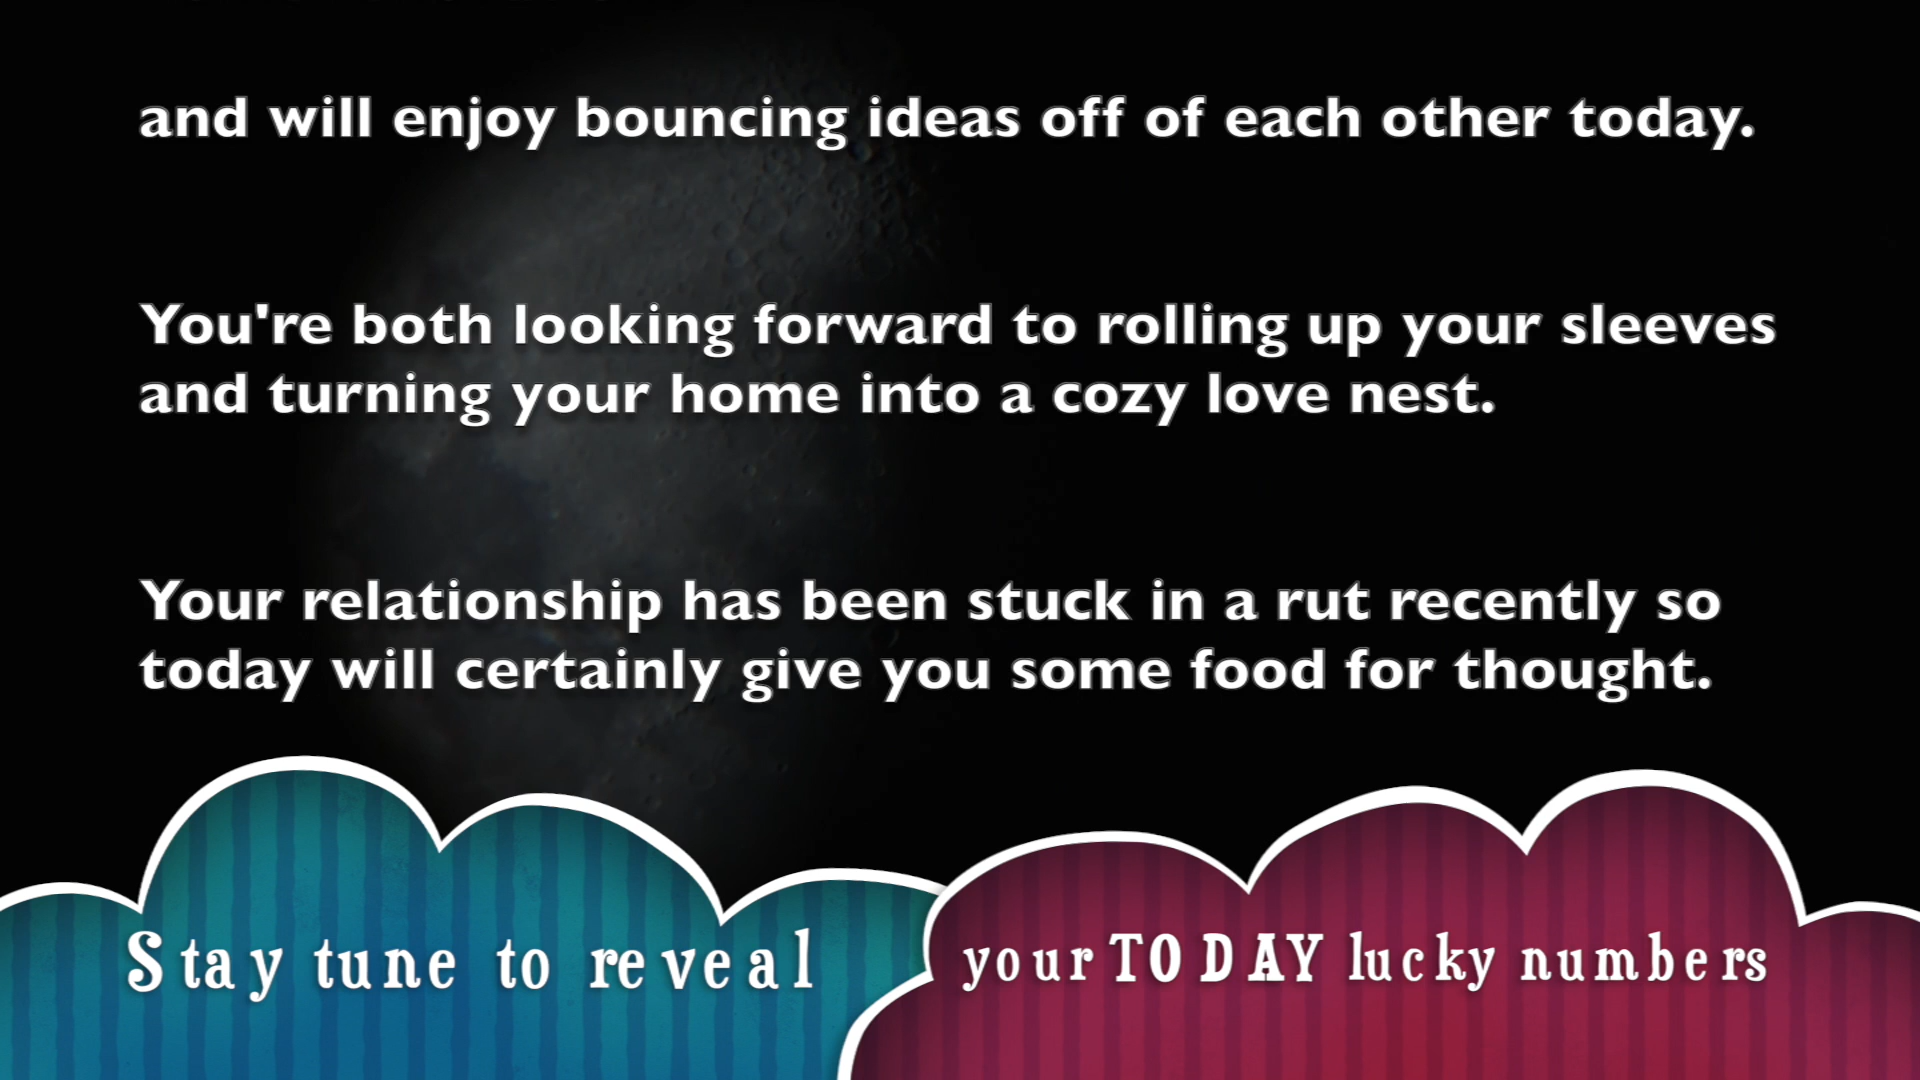 and will enjoy bouncing ideas off of each other today.
You're both looking forward to rolling up your sleeves
and turning your home into a cozy love nest.
Your relationship has been stuck in a rut recently so
today will certainly give you some food for thought.
Stay tune to reveal your TODAY lucky numbers